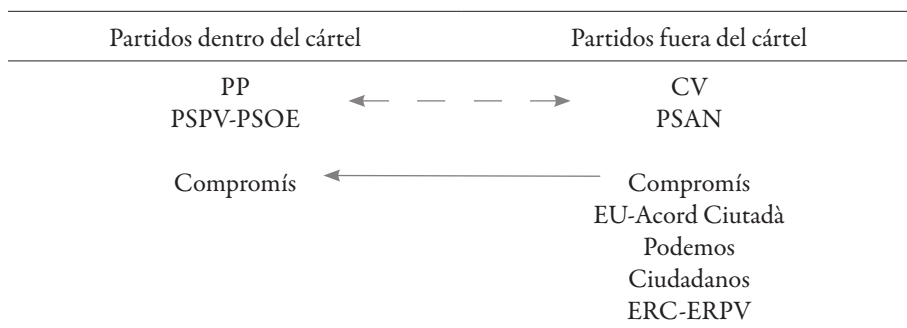 Partidos dentro del cártel Partidos fuera del cártel
PP CV
PSPV-PSOE PSAN
Compromís Compromís
EU-Acord Ciutadà
Podemos
Ciudadanos
ERC-ERPV